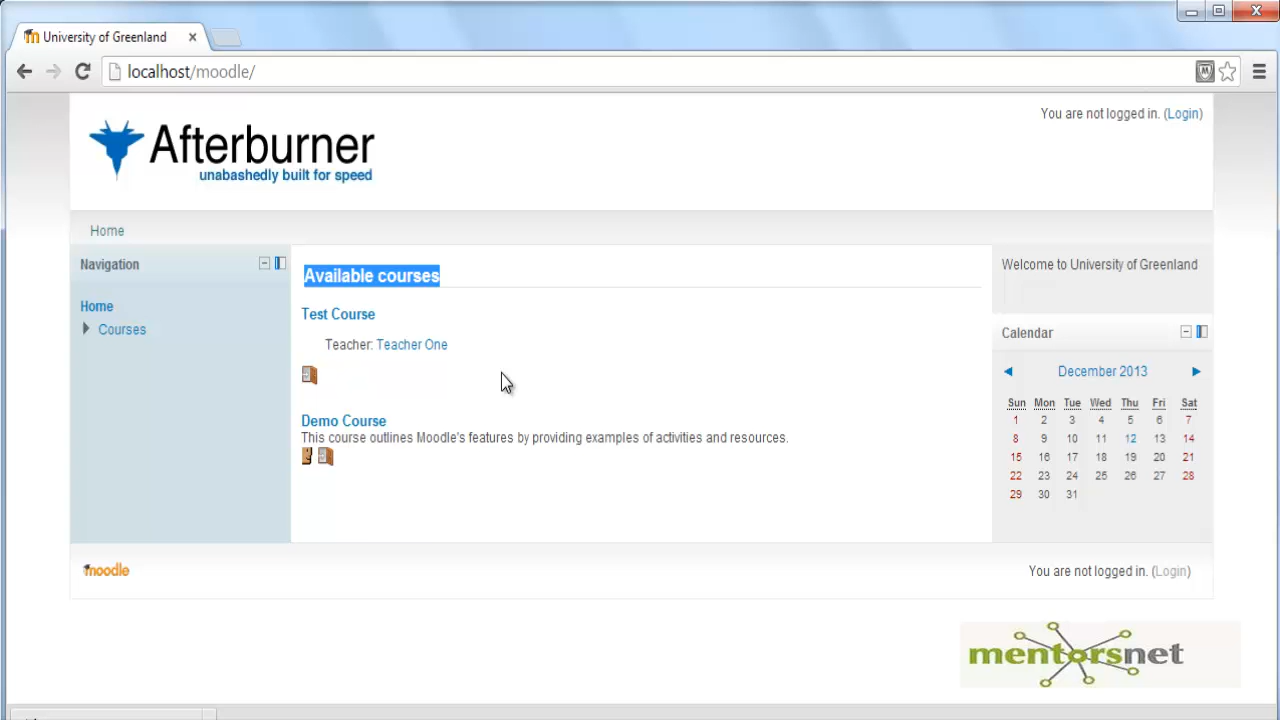 University of Greenland
localhost/moodle/
You are not logged in. (Login)
Afterburner
unabashedly built for speed
Home
Navigation
Home
Courses
Available courses
Test Course
Teacher: Teacher One
Demo Course
This course outlines Moodle's features by providing examples of activities and resources.
Welcome to University of Greenland
Calendar
December 2013
Sun Mon Tue Wed Thu Fri Sat
1 2 3 4 5 6 7
8 9 10 11 12 13 14
15 16 17 18 19 20 21
22 23 24 25 26 27 28
29 30 31
moodle
You are not logged in. (Login)
mentorsnet